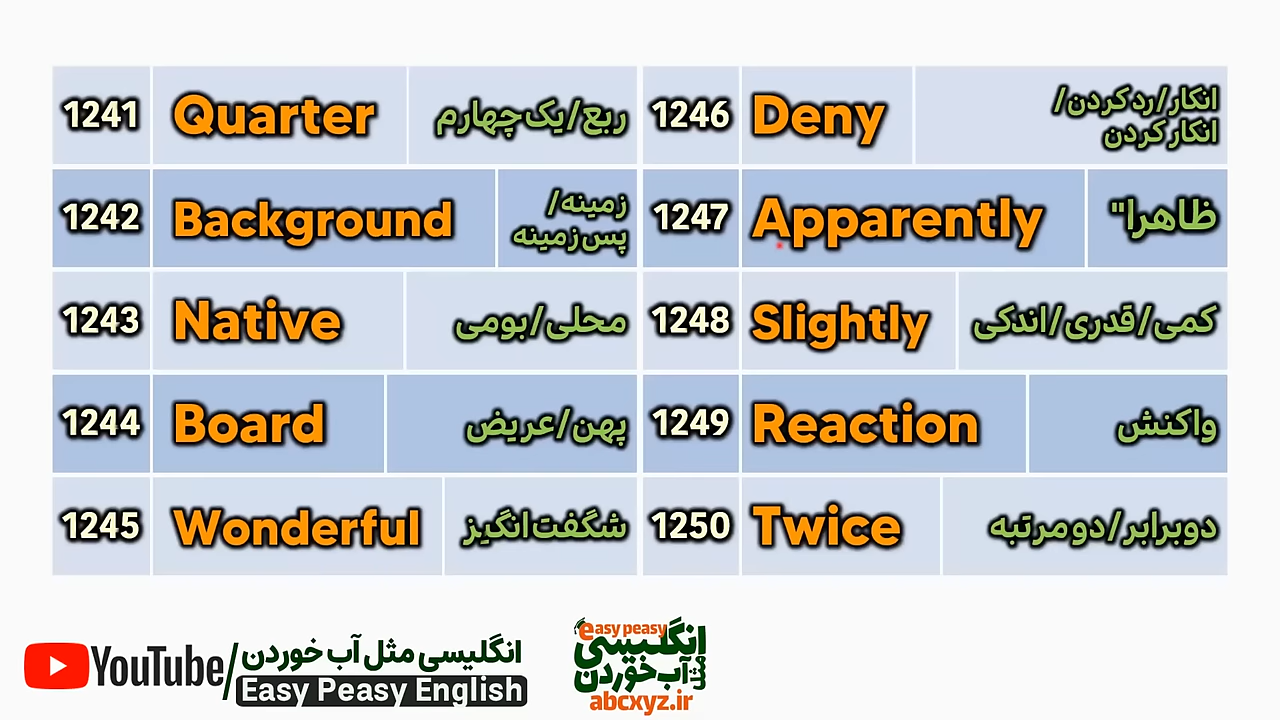 1241 Quarter ربع/یک‌چهارم
1242 Background زمینه/
پس‌زمینه
1243 Native محلی/بومی
1244 Board پهن/عریض
1245 Wonderful شگفت‌انگیز
1246 Deny انکار/رد کردن/
انکار کردن
1247 Apparently ظاهرا"
1248 Slightly کمی/قدری/اندکی
1249 Reaction واکنش
1250 Twice دوبرابر/دومرتبه
YouTube/انگلیسی مثل آب خوردن
Easy Peasy English
easy peasy
انگلیسی
مثل آب خوردن
abcxyz.ir